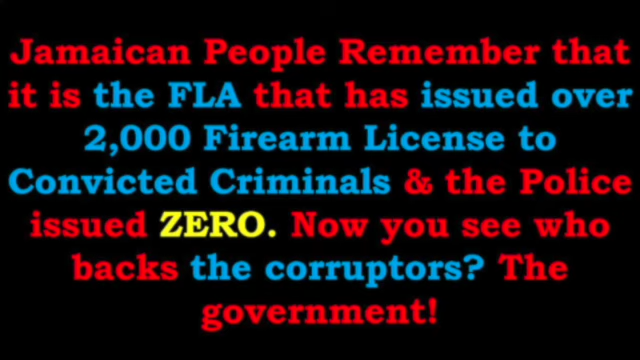 Jamaican People Remember that
it is the FLA that has issued over
2,000 Firearm License to
Convicted Criminals & the Police
issued ZERO. Now you see who
backs the corruptors? The
government!